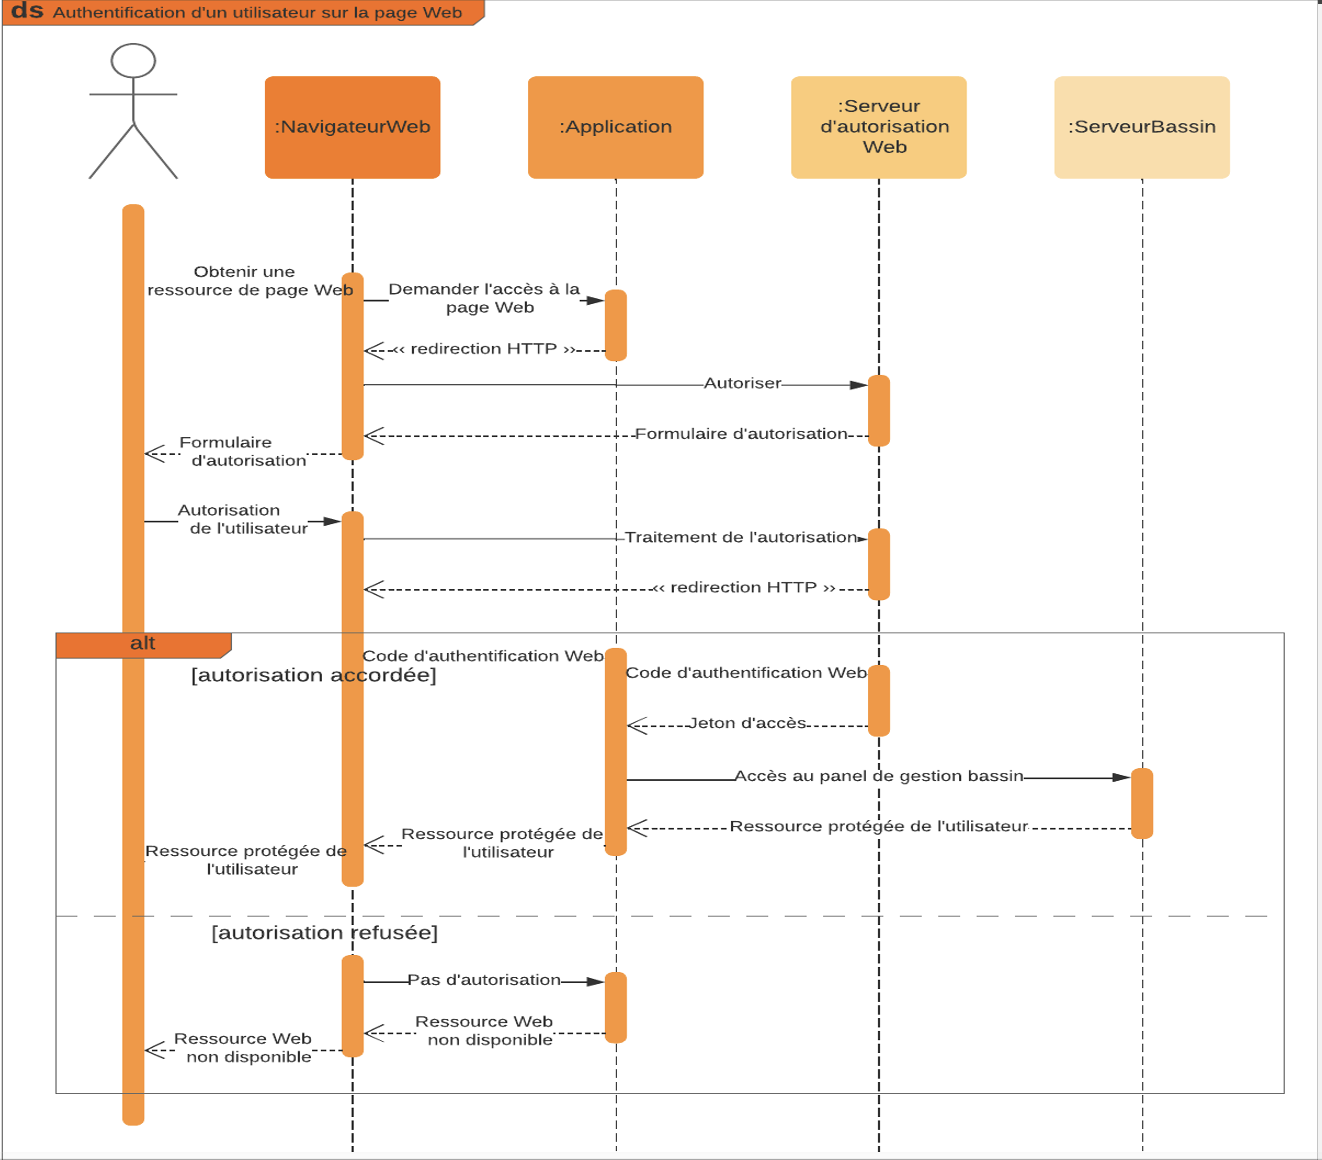 ds Authentification d'un utilisateur sur la page Web
:NavigateurWeb
:Application
:Serveur
d'autorisation
Web
:ServeurBassin
Obtenir une
ressource de page Web
Demander l'accès à la
page Web
‹‹ redirection HTTP ››
Autoriser
Formulaire d'autorisation
Formulaire
d'autorisation
Autorisation
de l'utilisateur
Traitement de l'autorisation
‹‹ redirection HTTP ››
alt
[autorisation accordée]
Code d'authentification Web
Code d'authentification Web
Jeton d'accès
Accès au panel de gestion bassin
Ressource protégée de l'utilisateur
Ressource protégée de
l'utilisateur
Ressource protégée de
l'utilisateur
[autorisation refusée]
Pas d'autorisation
Ressource Web
non disponible
Ressource Web
non disponible